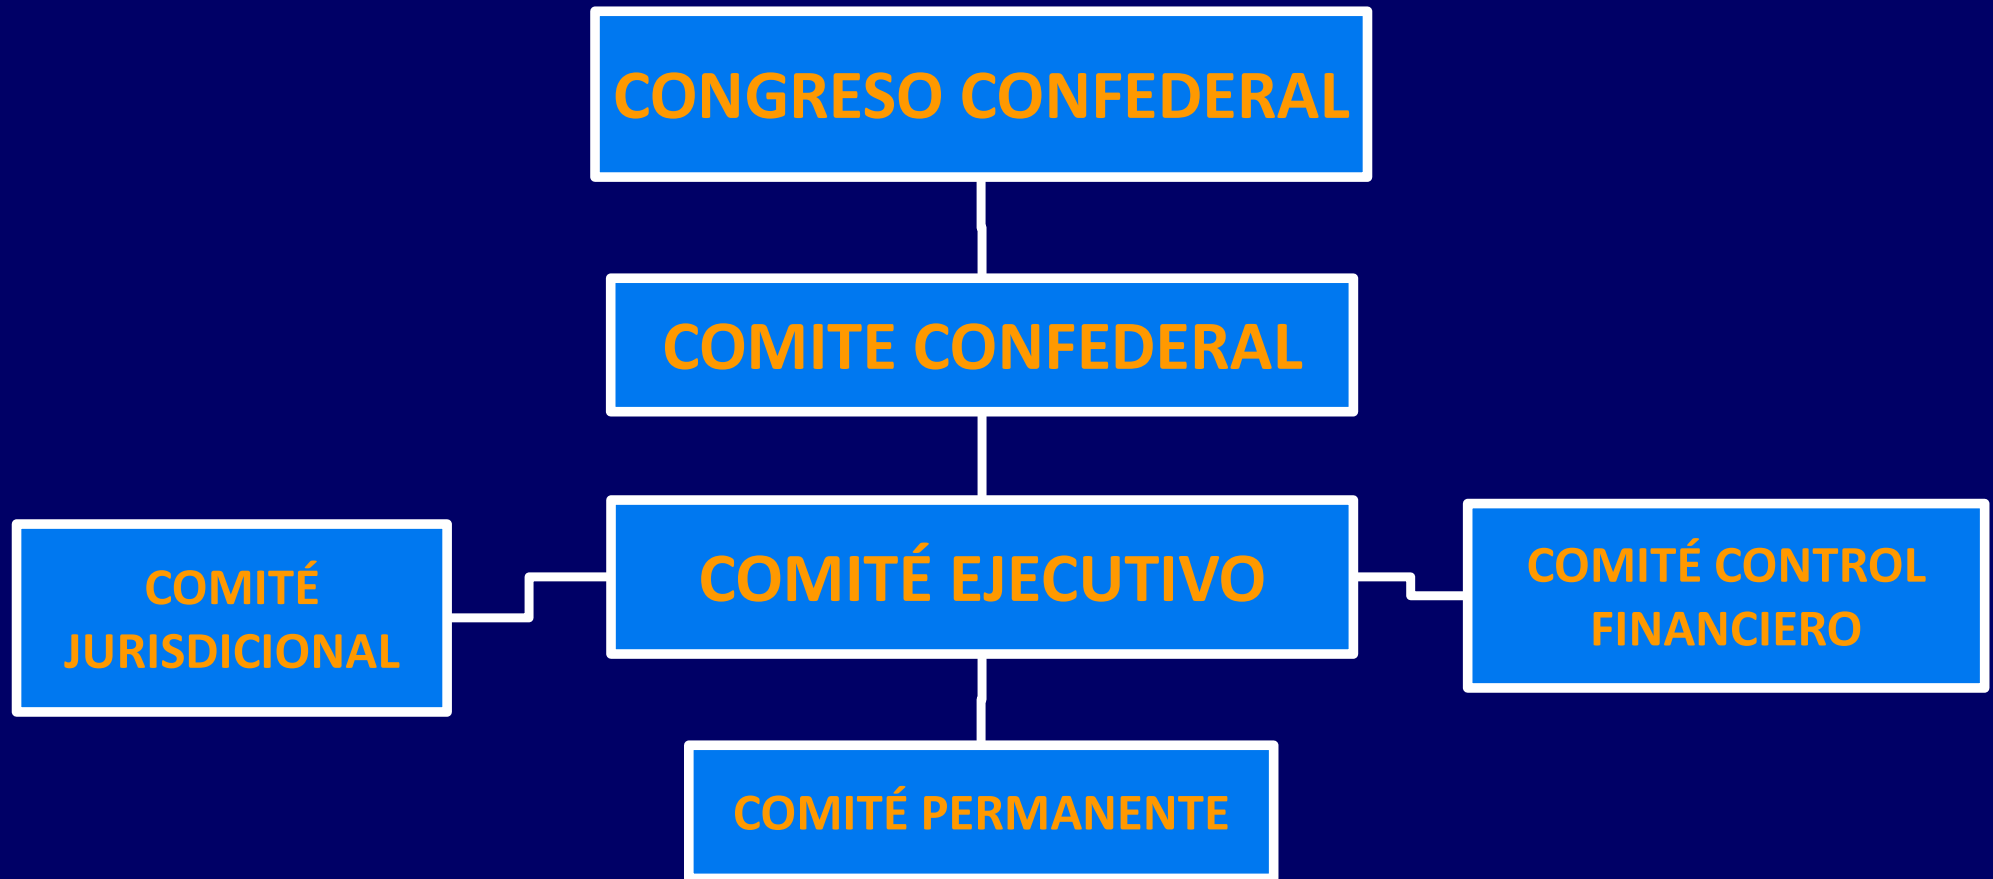 CONGRESO CONFEDERAL
COMITE CONFEDERAL
COMITÉ
JURISDICIONAL
COMITÉ EJECUTIVO
COMITÉ CONTROL
FINANCIERO
COMITÉ PERMANENTE